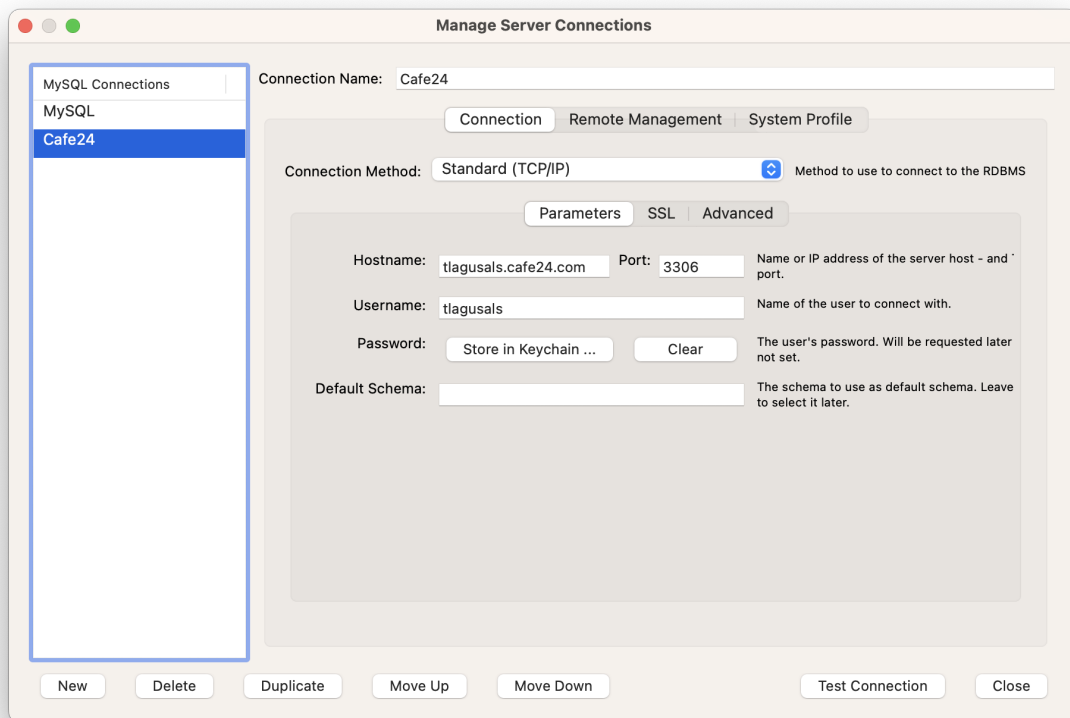 Manage Server Connections
MySQL Connections
MySQL
Cafe24
Connection Name: Cafe24
Connection Remote Management System Profile
Connection Method: Standard (TCP/IP) Method to use to connect to the RDBMS
Parameters SSL Advanced
Hostname: tlagusals.cafe24.com Port: 3306 Name or IP address of the server host - and
port.
Username: tlagusals Name of the user to connect with.
Password: Store in Keychain ... Clear The user's password. Will be requested later
not set.
Default Schema: The schema to use as default schema. Leave
to select it later.
New Delete Duplicate Move Up Move Down Test Connection Close